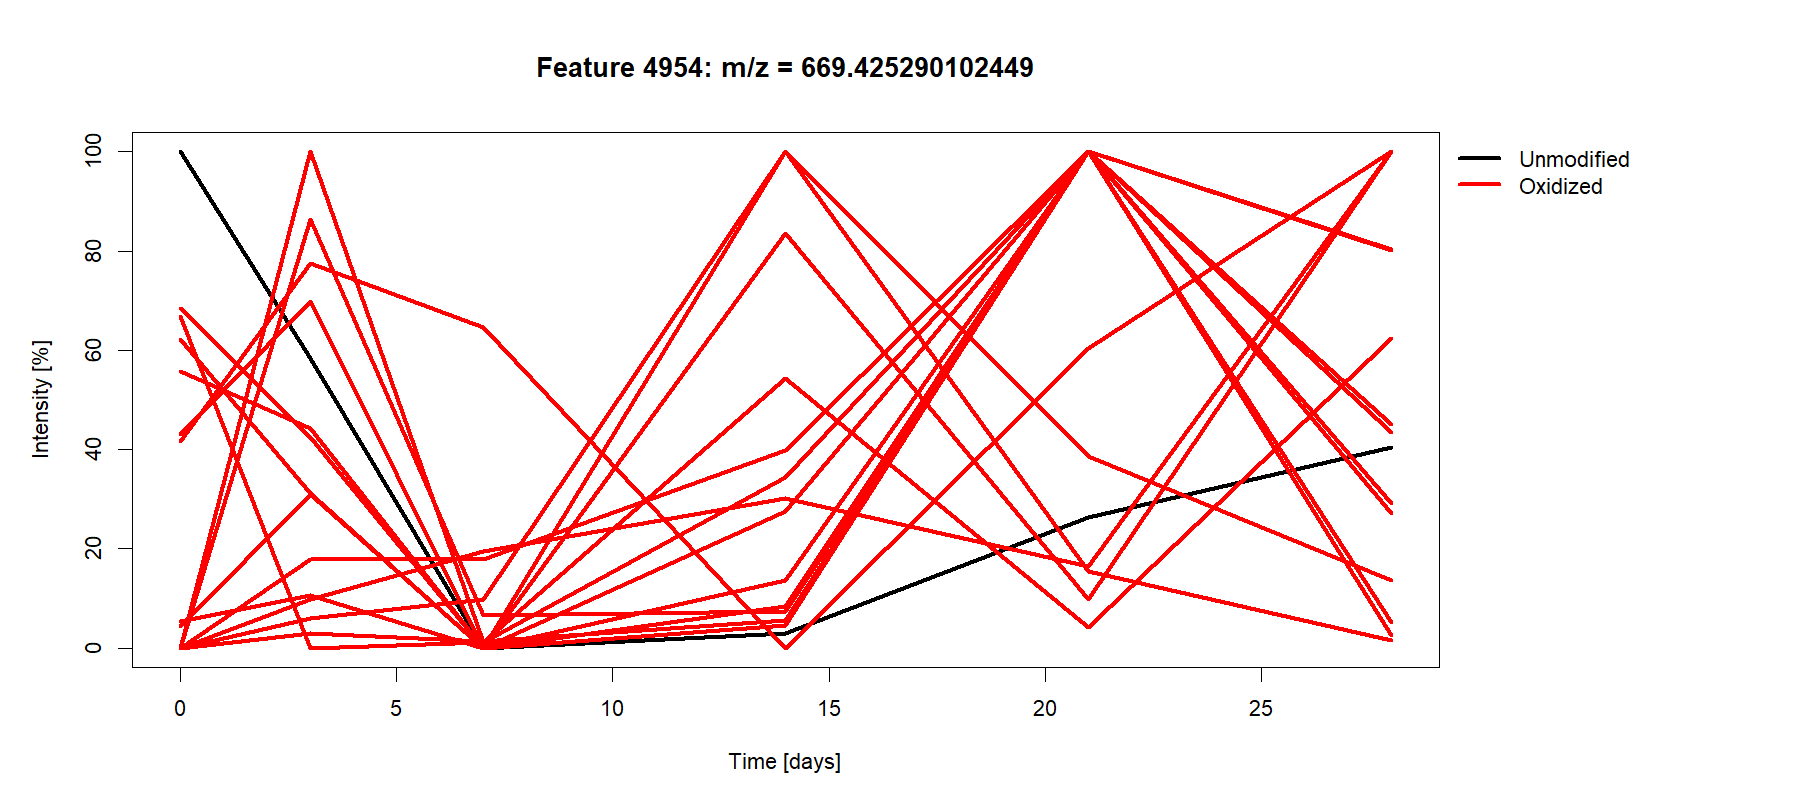 Feature 4954: m/z = 669.425290102449
Unmodified
Oxidized
Intensity [%]
100
80
60
40
20
0
0 5 10 15 20 25
Time [days]